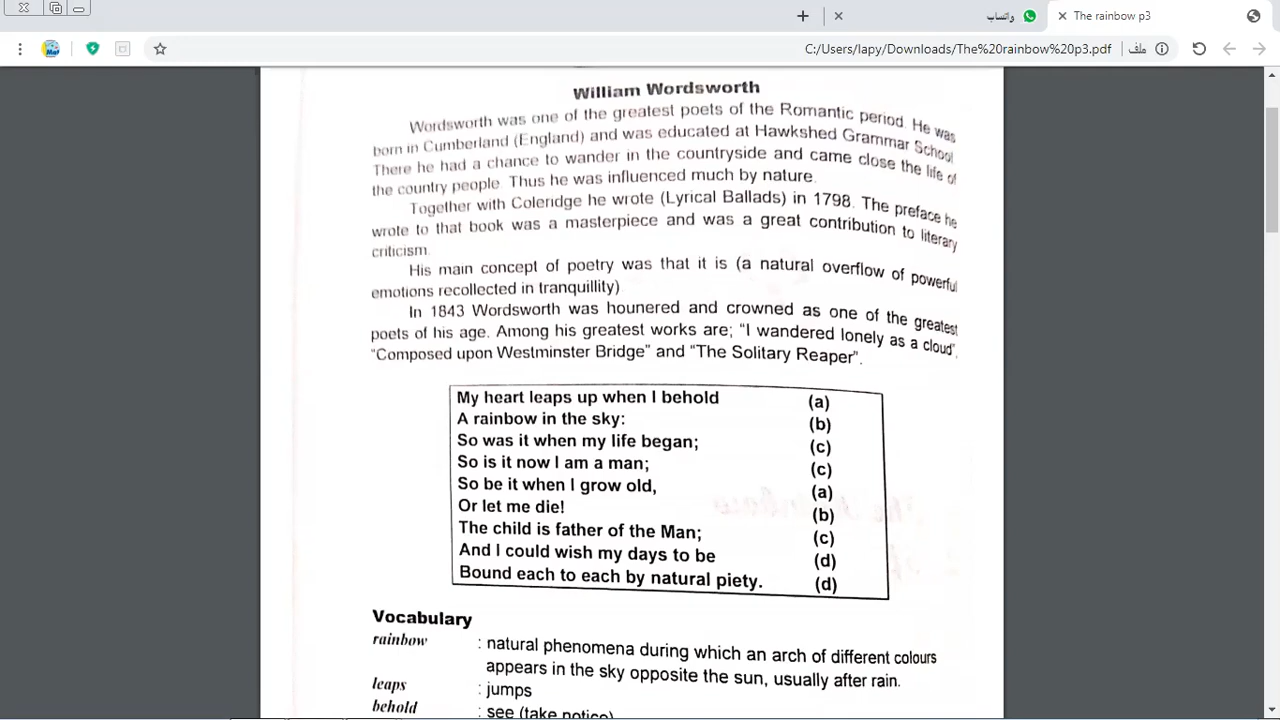 واتساب
The rainbow p3
C:/Users/lapy/Downloads/The%20rainbow%20p3.pdf
ملف
William Wordsworth
Wordsworth was one of the greatest poets of the Romantic period. He was
born in Cumberland (England) and was educated at Hawkshed Grammar School
There he had a chance to wander in the countryside and came close the life of
the country people. Thus he was influenced much by nature.
Together with Coleridge he wrote (Lyrical Ballads) in 1798. The preface he
wrote to that book was a masterpiece and was a great contribution to literary
criticism.
His main concept of poetry was that it is (a natural overflow of powerful
emotions recollected in tranquillity)
In 1843 Wordsworth was hounered and crowned as one of the greatest
poets of his age. Among his greatest works are; “I wandered lonely as a cloud”,
“Composed upon Westminster Bridge” and “The Solitary Reaper”.
My heart leaps up when I behold (a)
A rainbow in the sky: (b)
So was it when my life began; (c)
So is it now I am a man; (c)
So be it when I grow old, (a)
Or let me die! (b)
The child is father of the Man; (c)
And I could wish my days to be (d)
Bound each to each by natural piety. (d)
Vocabulary
rainbow : natural phenomena during which an arch of different colours
appears in the sky opposite the sun, usually after rain.
leaps : jumps
behold : see (take notice)